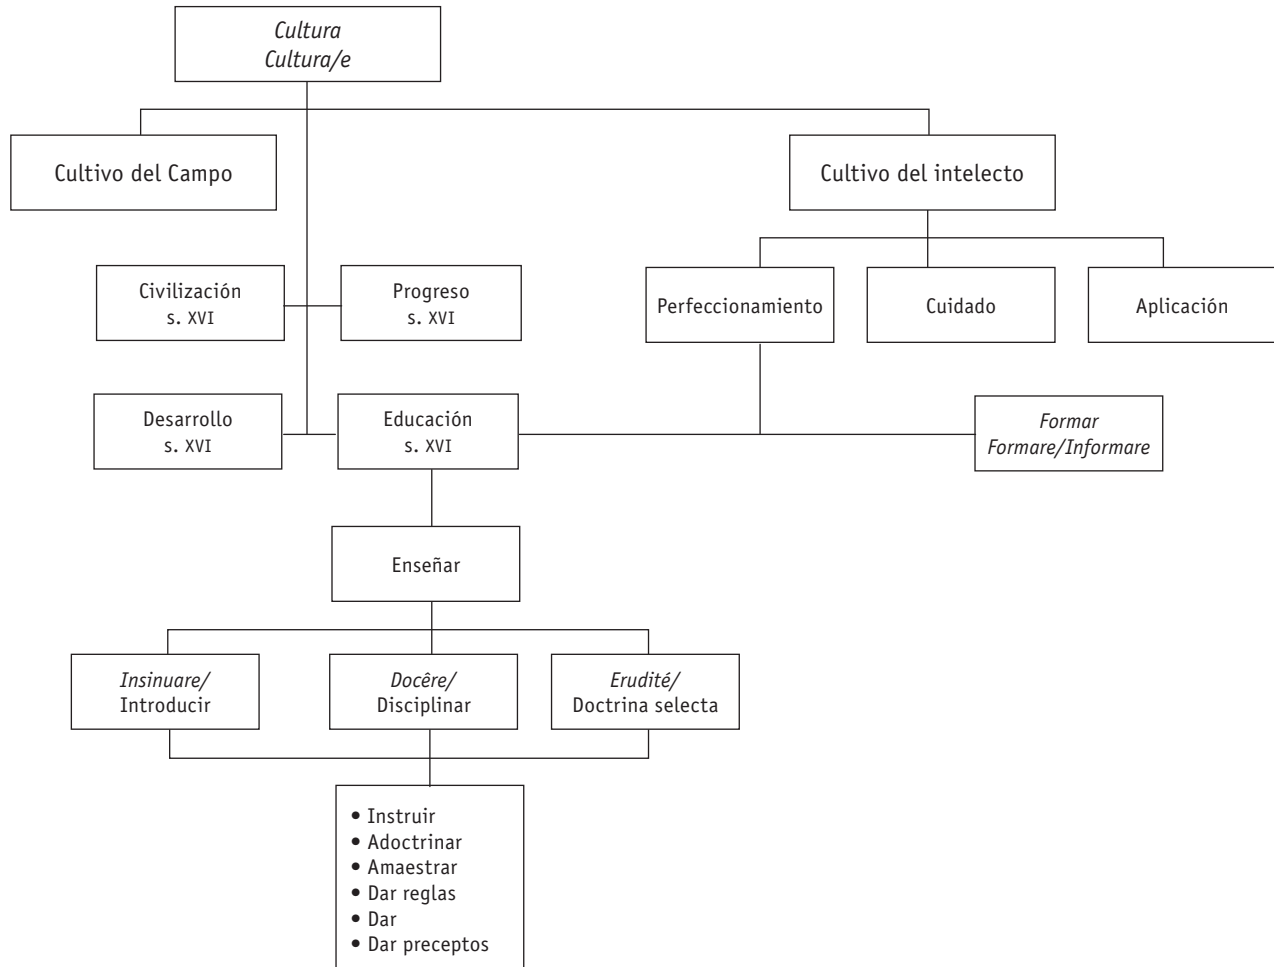 Cultura
Cultura/e
Cultivo del Campo
Cultivo del intelecto
Civilización
s. XVI
Progreso
s. XVI
Perfeccionamiento
Cuidado
Aplicación
Desarrollo
s. XVI
Educación
s. XVI
Formar
Formare/Informare
Enseñar
Insinuare/
Introducir
Docêre/
Disciplinar
Erudité/
Doctrina selecta
• Instruir
• Adoctrinar
• Amaestrar
• Dar reglas
• Dar
• Dar preceptos